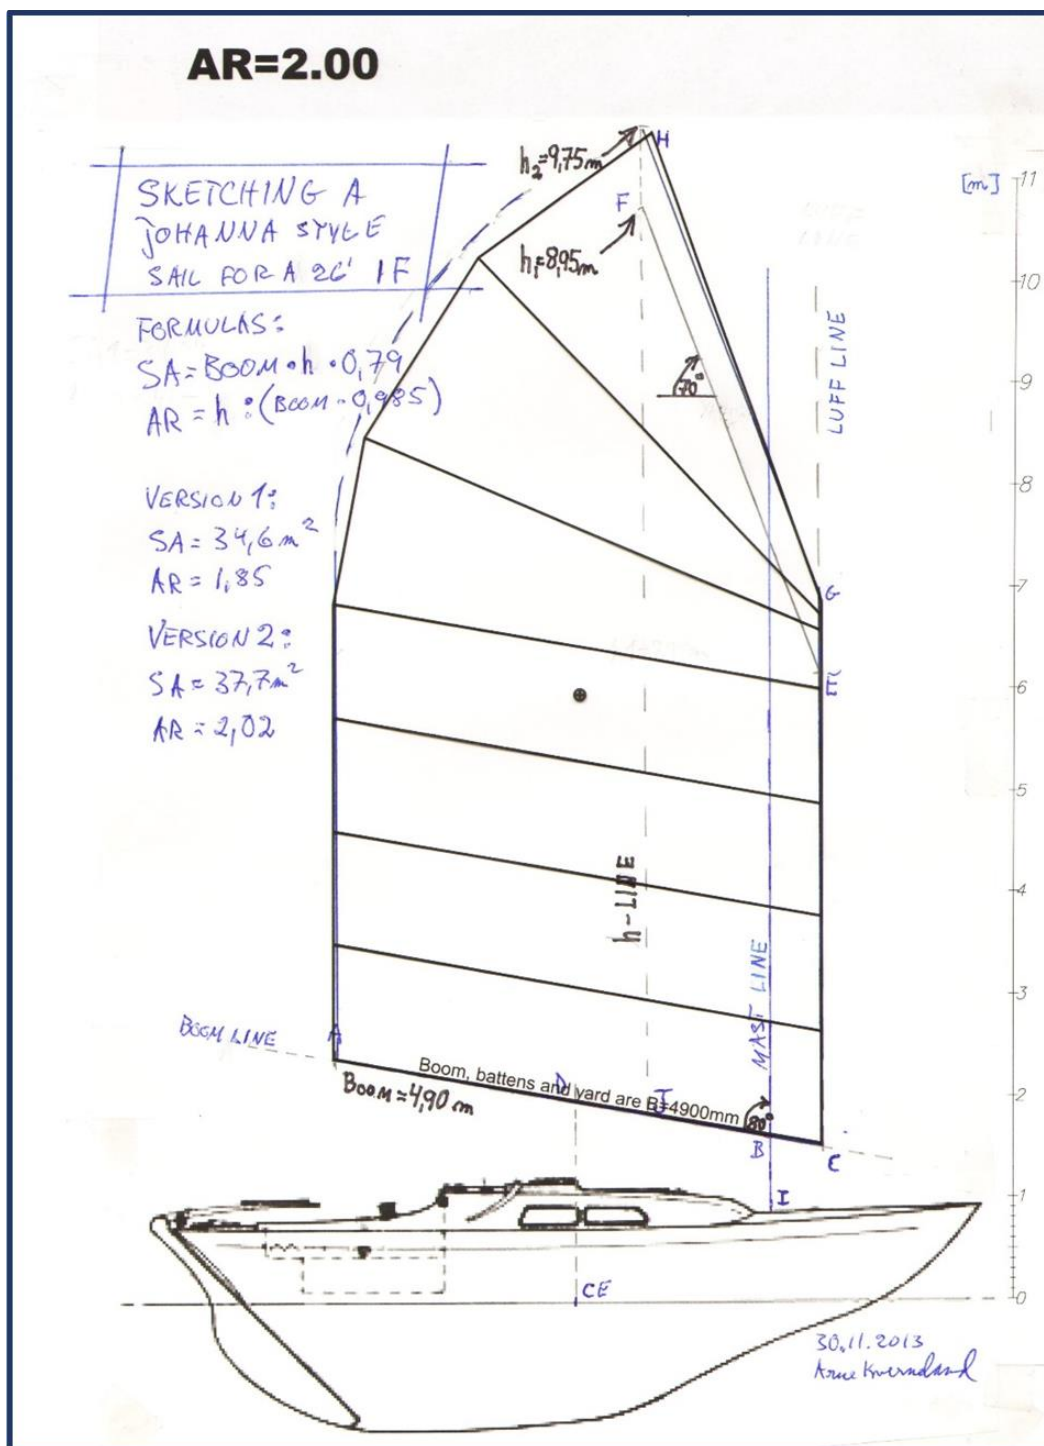 AR=2.00
SKETCHING A
JOHANNA STYLE
SAIL FOR A 26' IF
FORMULAS:
SA=BOOM·h·0,79
AR=h:(BOOM·0,985)
VERSION 1:
SA=34,6m²
AR=1,85
VERSION 2:
SA=37,7m²
AR=2,02
h₂=9,75m
H
F
h₁=8,95m
70°
[m]
11
10
9
8
7
6
5
4
3
2
1
0
LUFF LINE
G
E
h-LINE
MAST LINE
BOOM LINE
A
Boom, battens and yard are B=4900mm
BOOM=4,90m
D
J
80°
B
C
I
CE
30.11.2013
Arne Kverneland